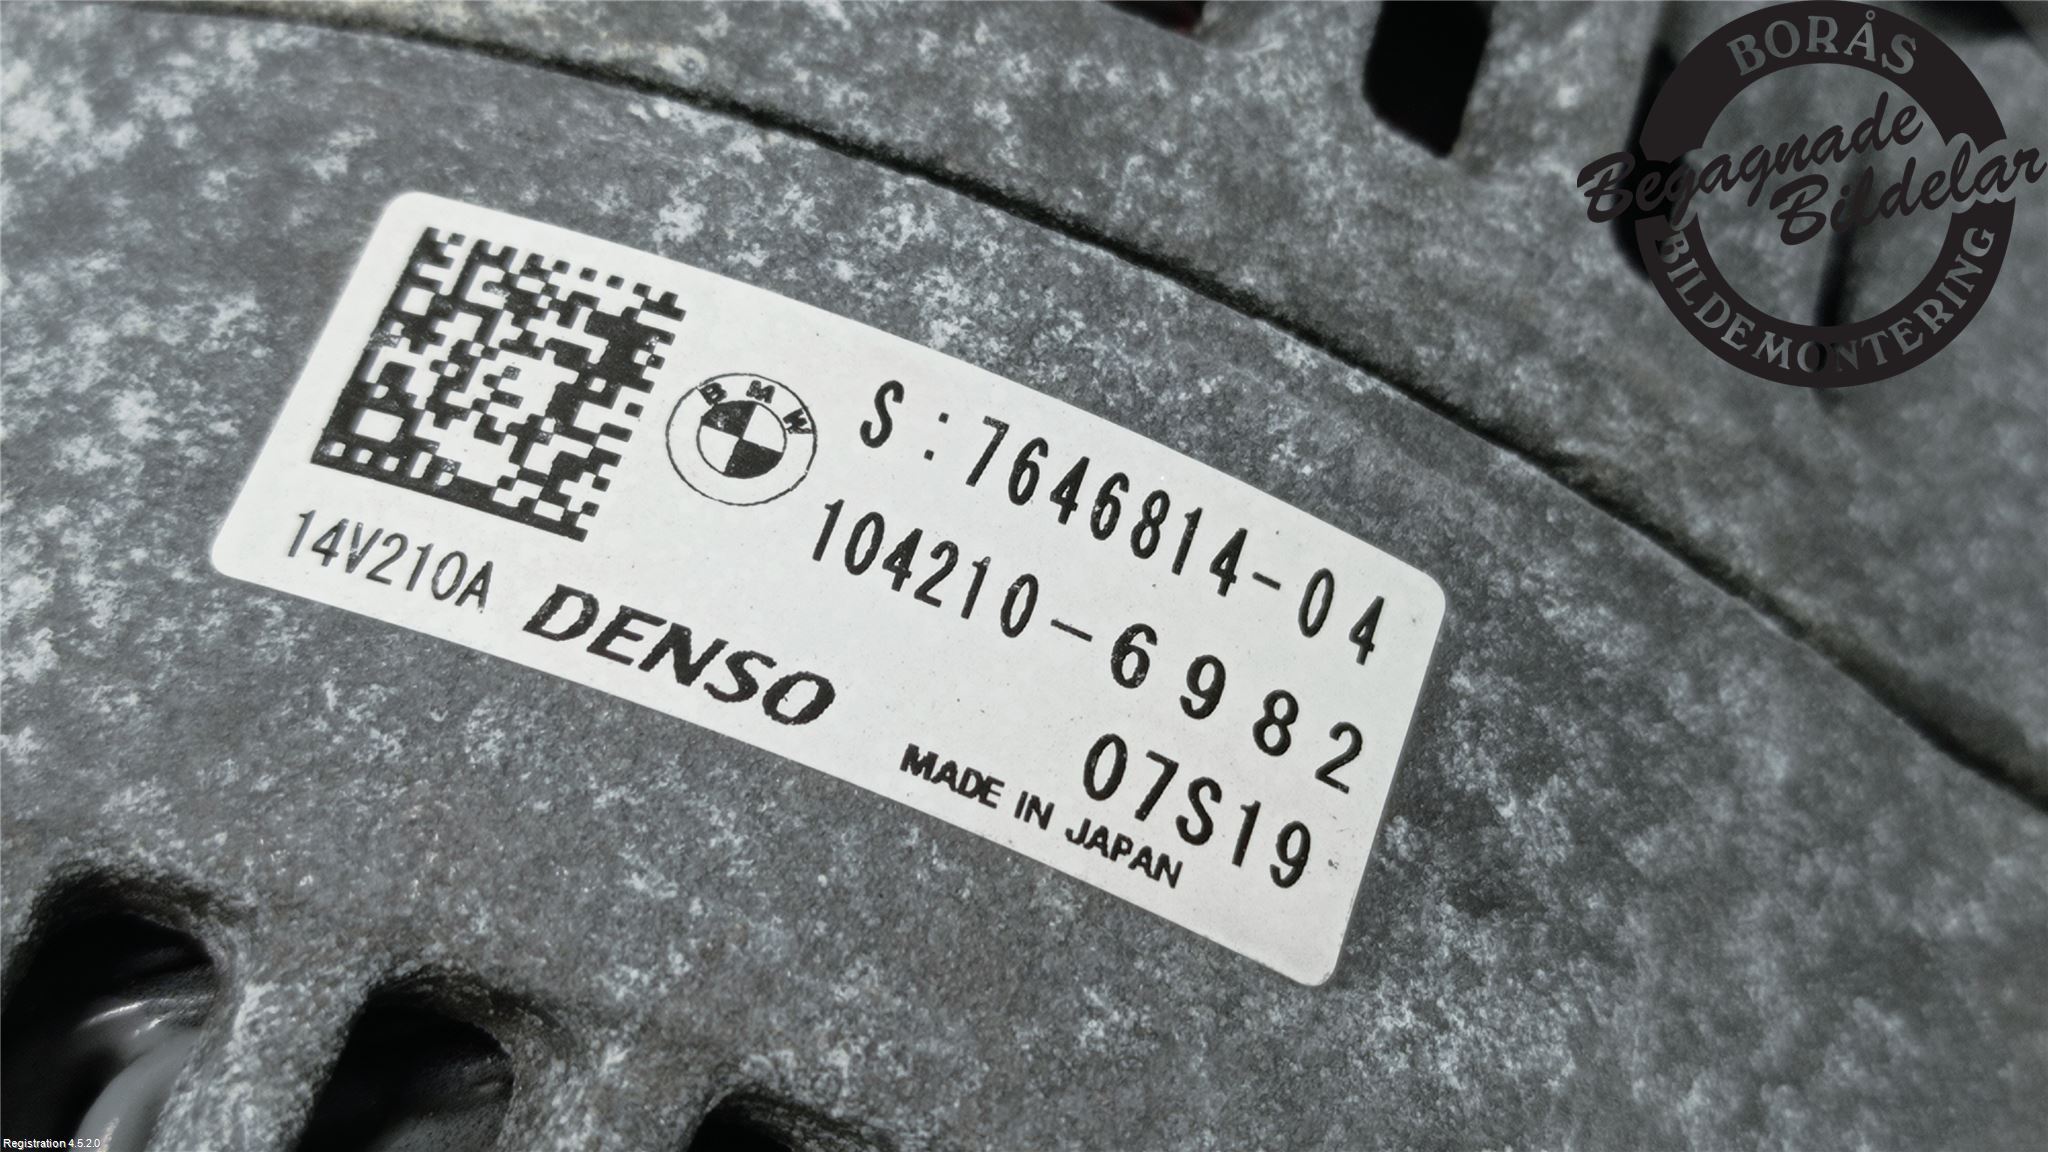 BORÅS
Begagnade
Bildelar
BILDEMONTERING
BMW
S:7646814-04
104210-6982
14V210A
DENSO
07S19
MADE IN JAPAN
Registration 4.5.2.0